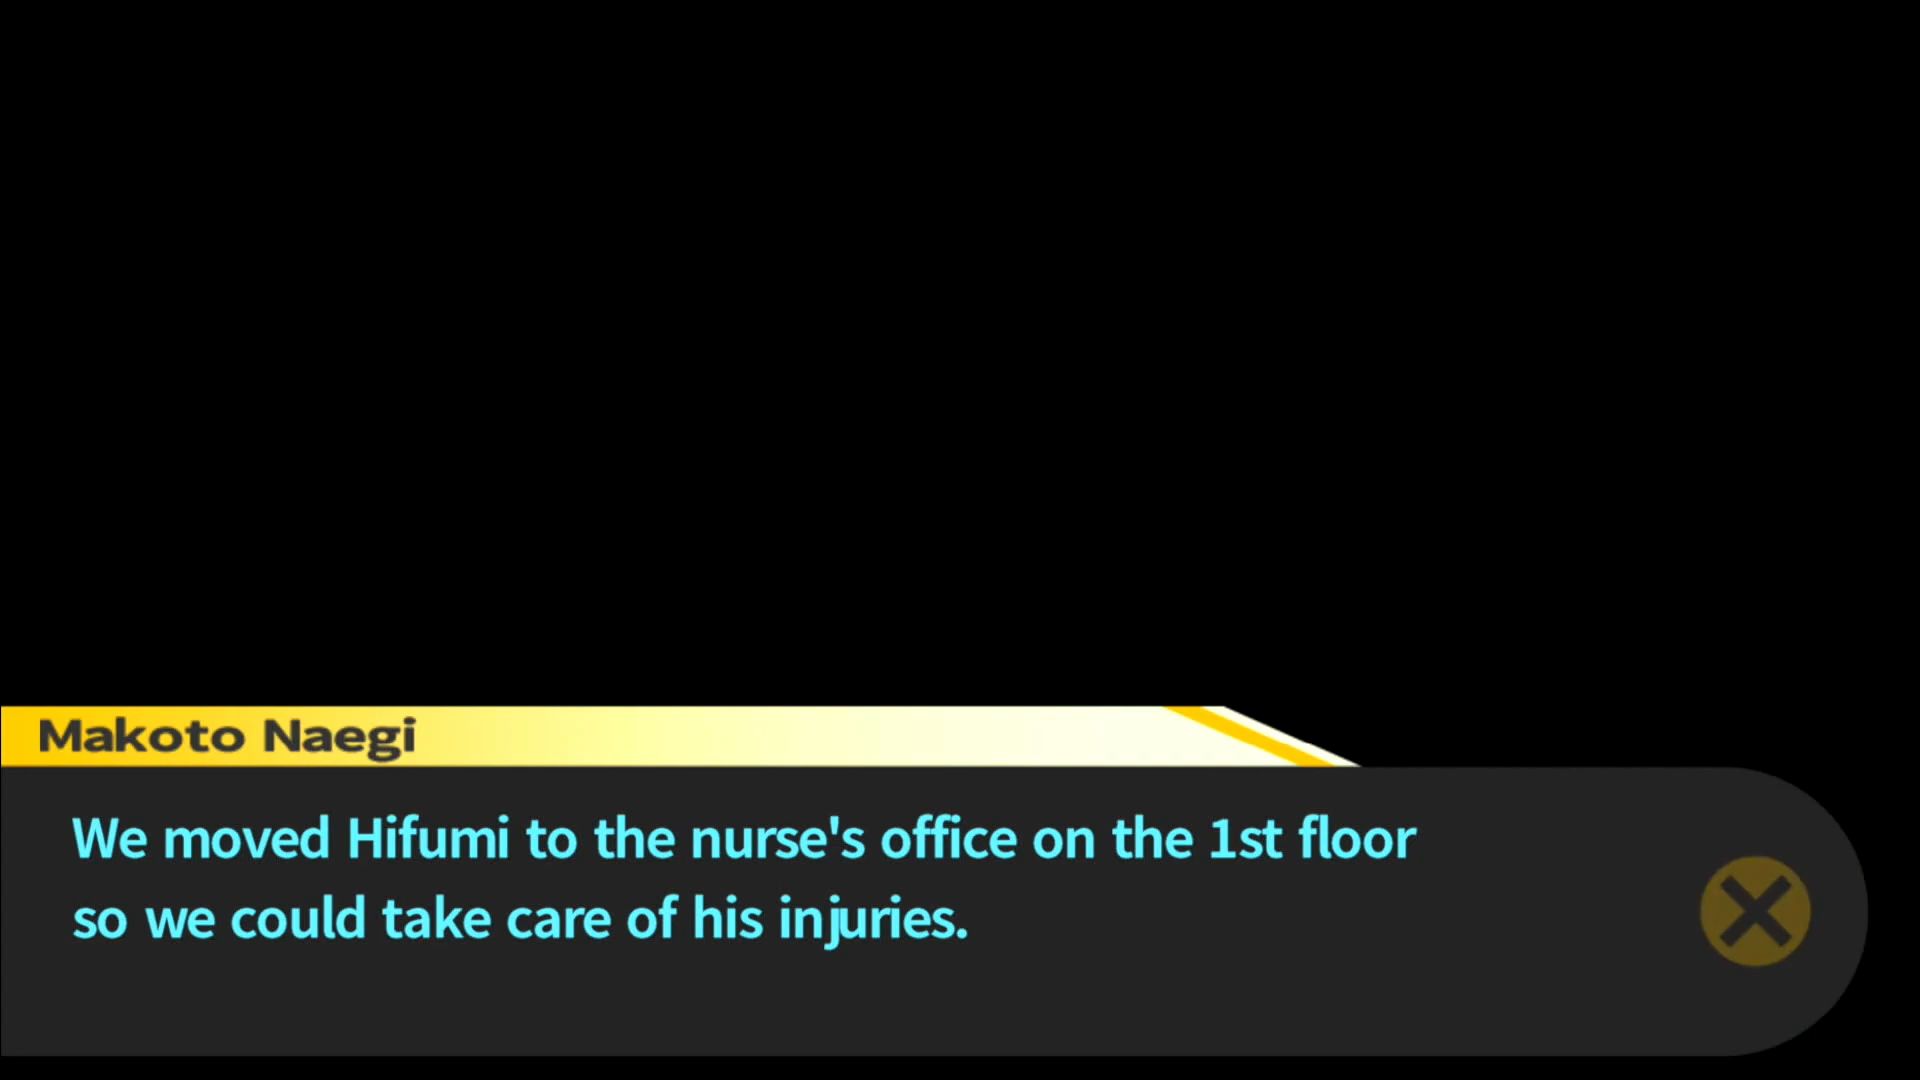 Makoto Naegi
We moved Hifumi to the nurse's office on the 1st floor
so we could take care of his injuries.